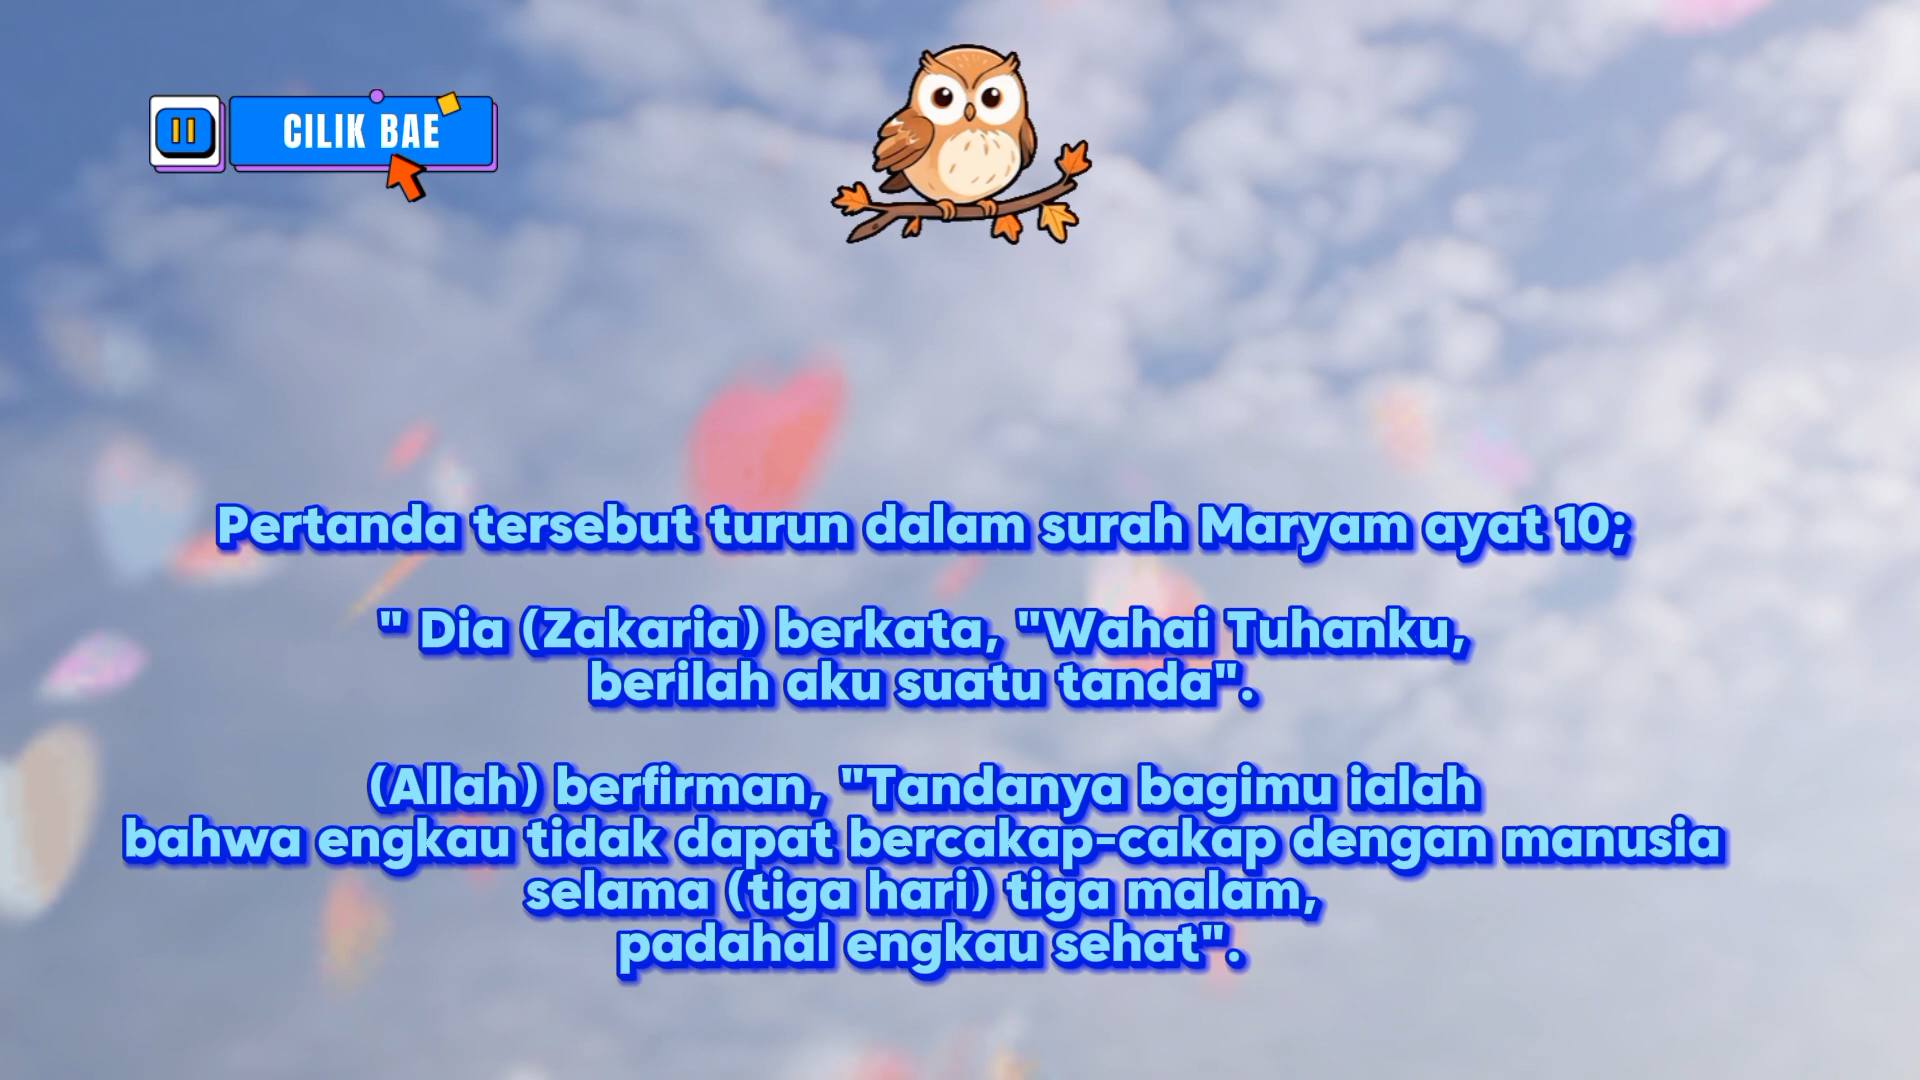 CILIK BAE
Pertanda tersebut turun dalam surah Maryam ayat 10;
" Dia (Zakaria) berkata, "Wahai Tuhanku,
berilah aku suatu tanda".
(Allah) berfirman, "Tandanya bagimu ialah
bahwa engkau tidak dapat bercakap-cakap dengan manusia
selama (tiga hari) tiga malam,
padahal engkau sehat".